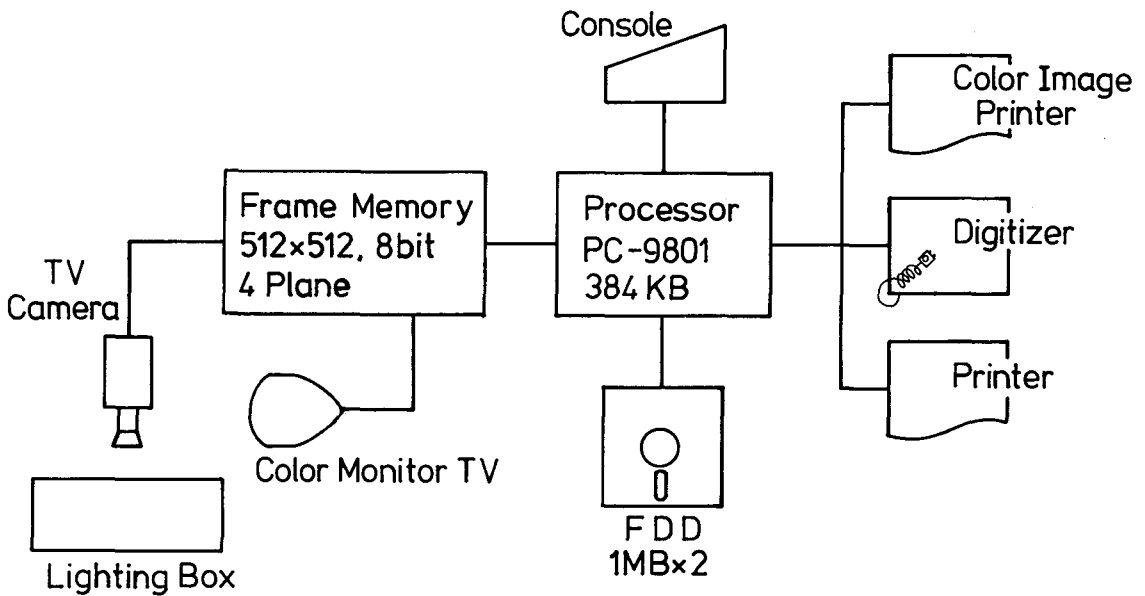 Console
Color Image
Printer
Frame Memory
512×512, 8bit
4 Plane
Processor
PC-9801
384 KB
Digitizer
TV
Camera
Printer
Color Monitor TV
FDD
1MB×2
Lighting Box